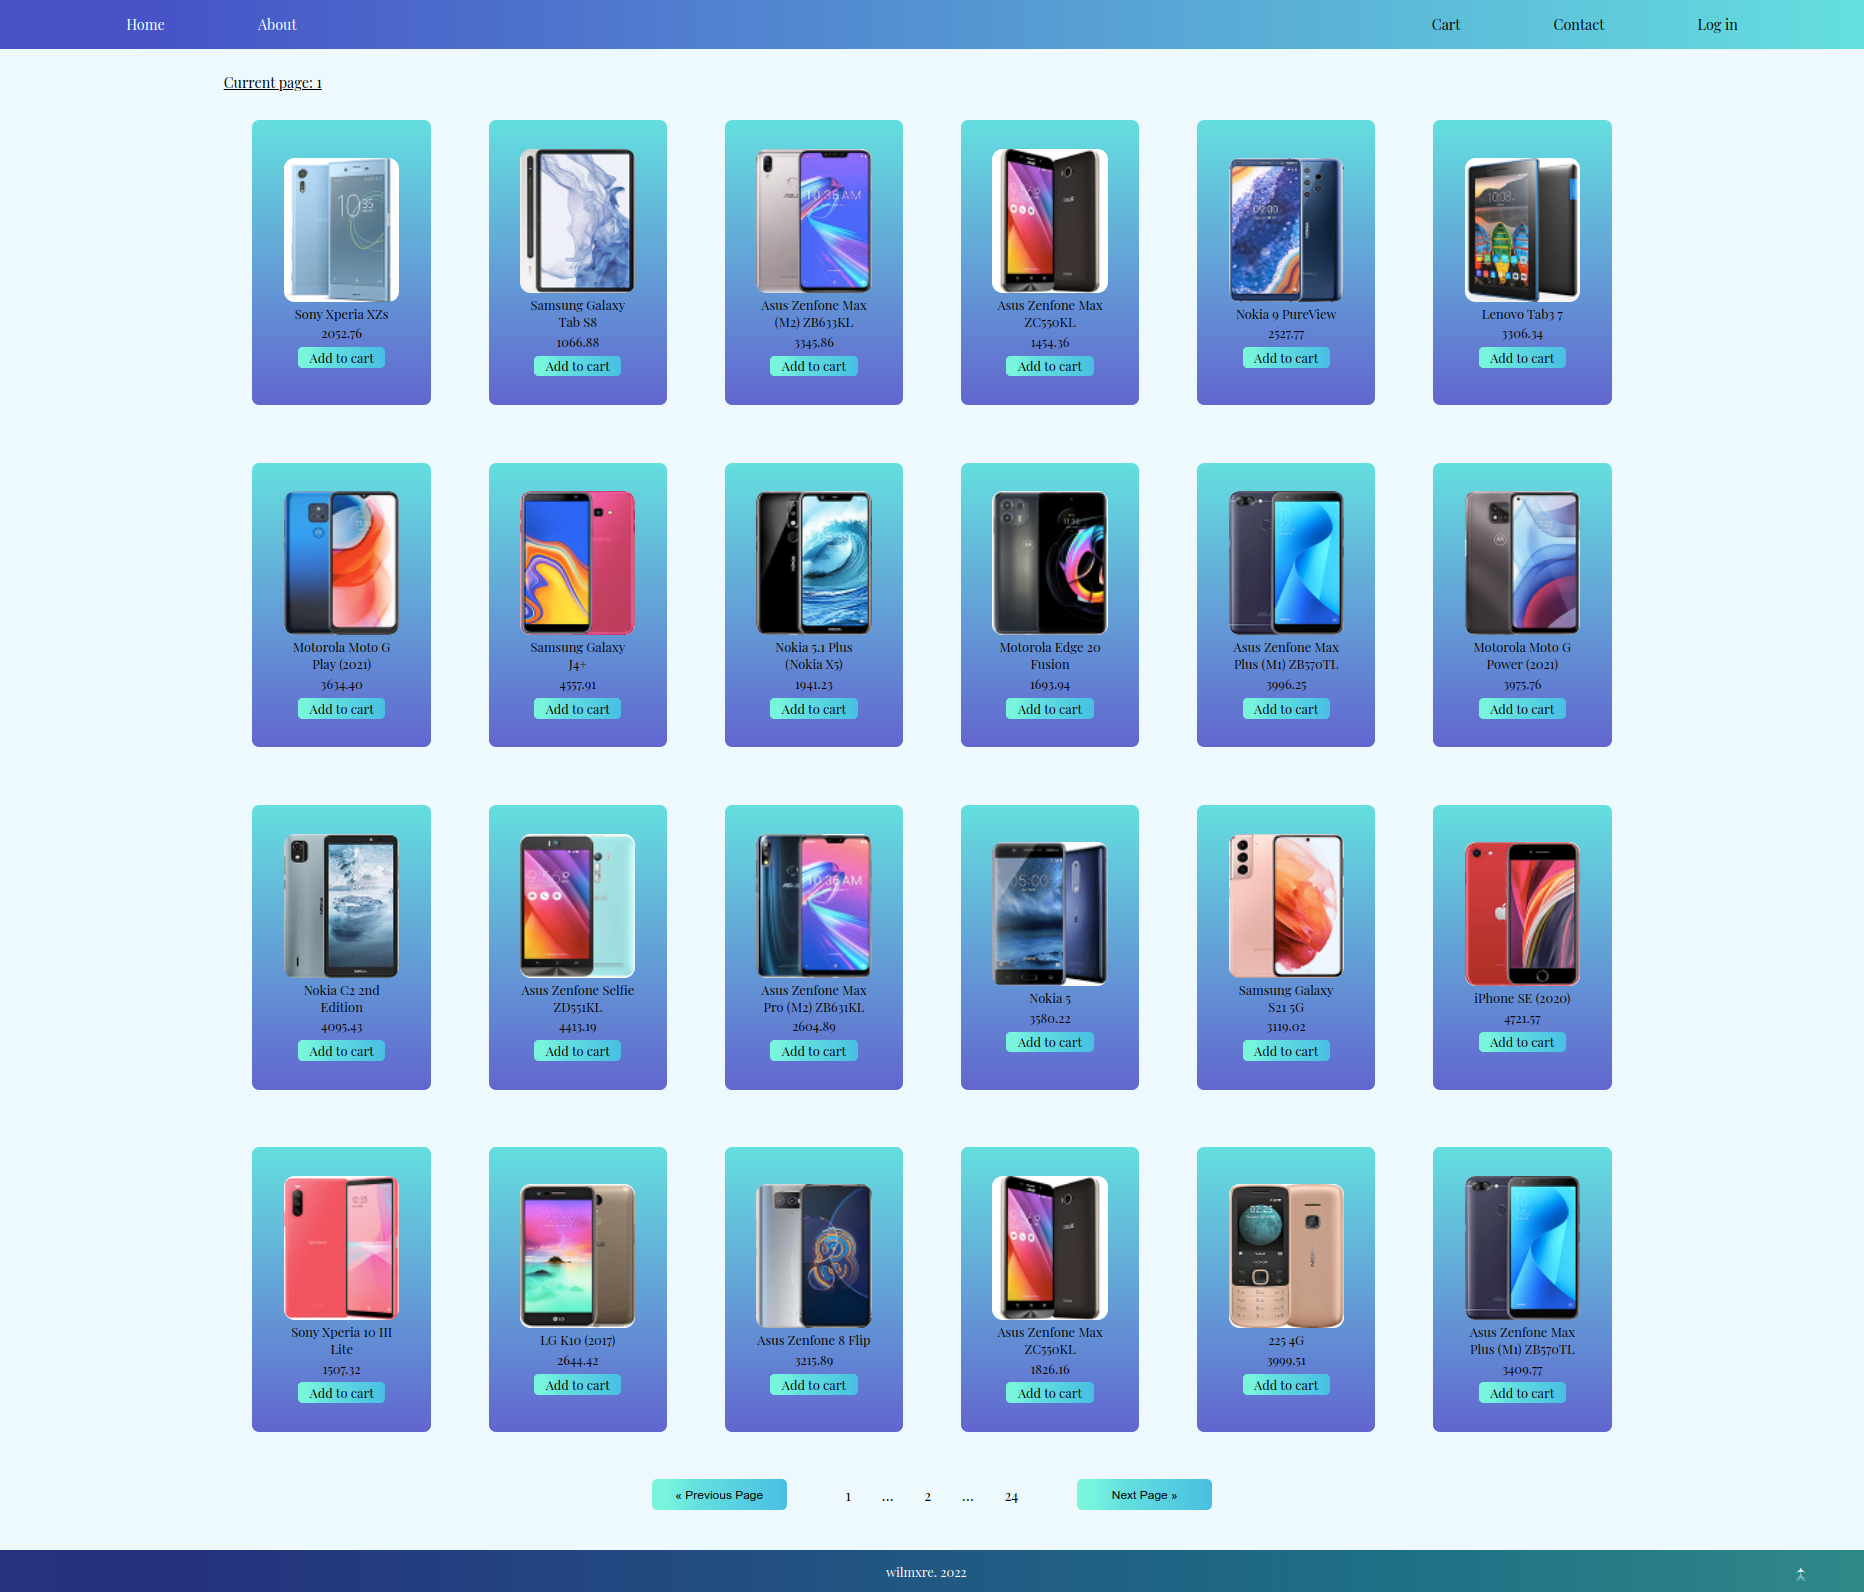 Home About Cart Contact Log in
Current page: 1
Sony Xperia XZs
2052.76
Add to cart
Samsung Galaxy
Tab S8
1066.88
Add to cart
Asus Zenfone Max
(M2) ZB633KL
3345.86
Add to cart
Asus Zenfone Max
ZC550KL
1454.36
Add to cart
Nokia 9 PureView
2527.77
Add to cart
Lenovo Tab3 7
3306.34
Add to cart
Motorola Moto G
Play (2021)
3634.40
Add to cart
Samsung Galaxy
J4+
4557.91
Add to cart
Nokia 5.1 Plus
(Nokia X5)
1941.23
Add to cart
Motorola Edge 20
Fusion
1693.94
Add to cart
Asus Zenfone Max
Plus (M1) ZB570TL
3996.25
Add to cart
Motorola Moto G
Power (2021)
3975.76
Add to cart
Nokia C2 2nd
Edition
4095.43
Add to cart
Asus Zenfone Selfie
ZD551KL
4413.19
Add to cart
Asus Zenfone Max
Pro (M2) ZB631KL
2604.89
Add to cart
Nokia 5
3580.22
Add to cart
Samsung Galaxy
S21 5G
3119.02
Add to cart
iPhone SE (2020)
4721.57
Add to cart
Sony Xperia 10 III
Lite
1507.32
Add to cart
LG K10 (2017)
2644.42
Add to cart
Asus Zenfone 8 Flip
3215.89
Add to cart
Asus Zenfone Max
ZC550KL
1826.16
Add to cart
225 4G
3999.51
Add to cart
Asus Zenfone Max
Plus (M1) ZB570TL
3409.77
Add to cart
« Previous Page 1 ... 2 ... 24 Next Page »
wilmxre. 2022